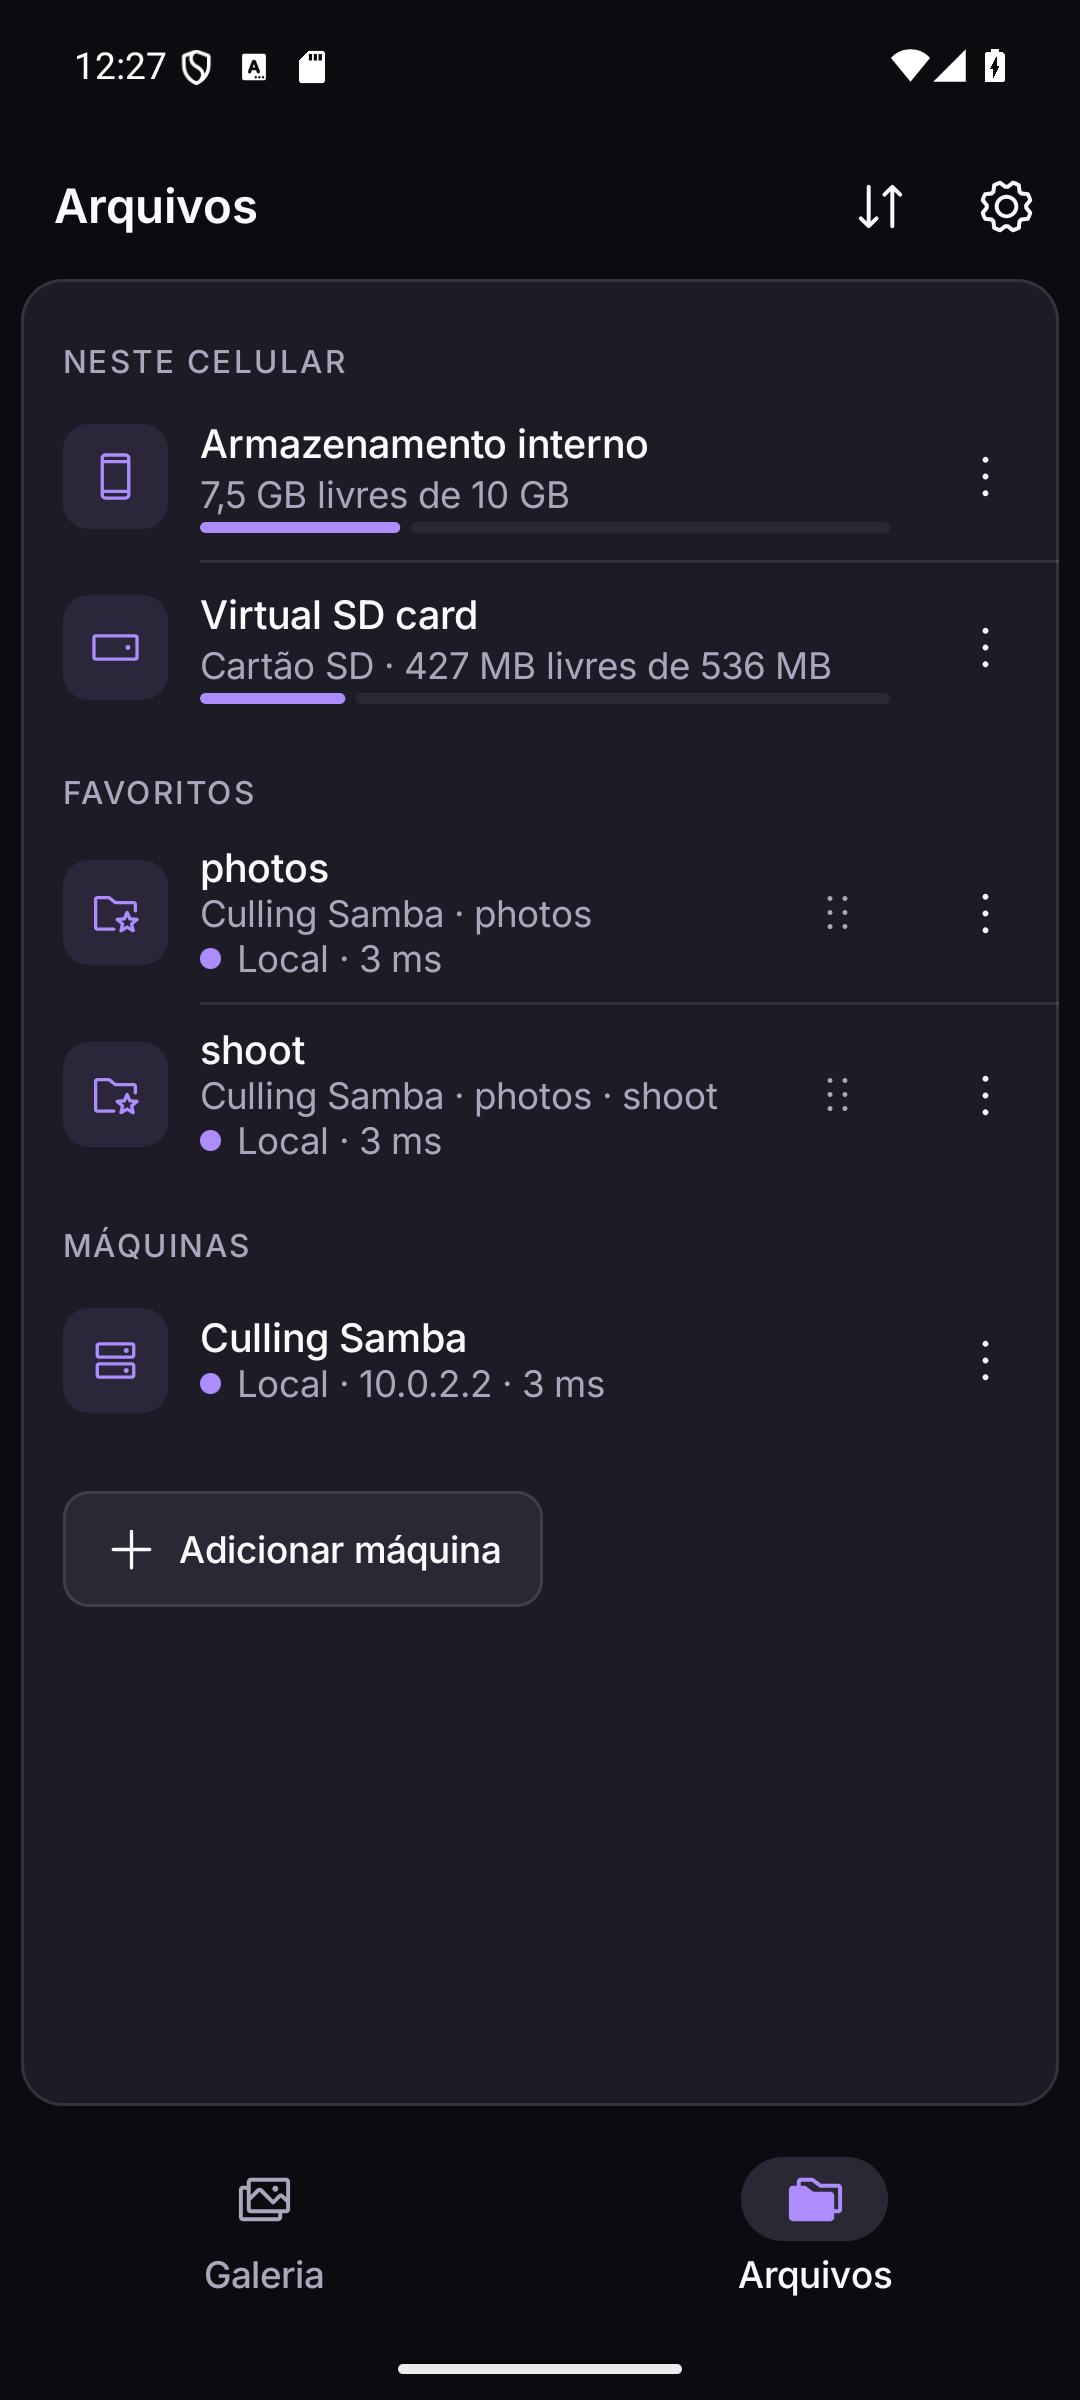 12:27
Arquivos
NESTE CELULAR
Armazenamento interno
7,5 GB livres de 10 GB
Virtual SD card
Cartão SD · 427 MB livres de 536 MB
FAVORITOS
photos
Culling Samba · photos
Local · 3 ms
shoot
Culling Samba · photos · shoot
Local · 3 ms
MÁQUINAS
Culling Samba
Local · 10.0.2.2 · 3 ms
Adicionar máquina
Galeria
Arquivos